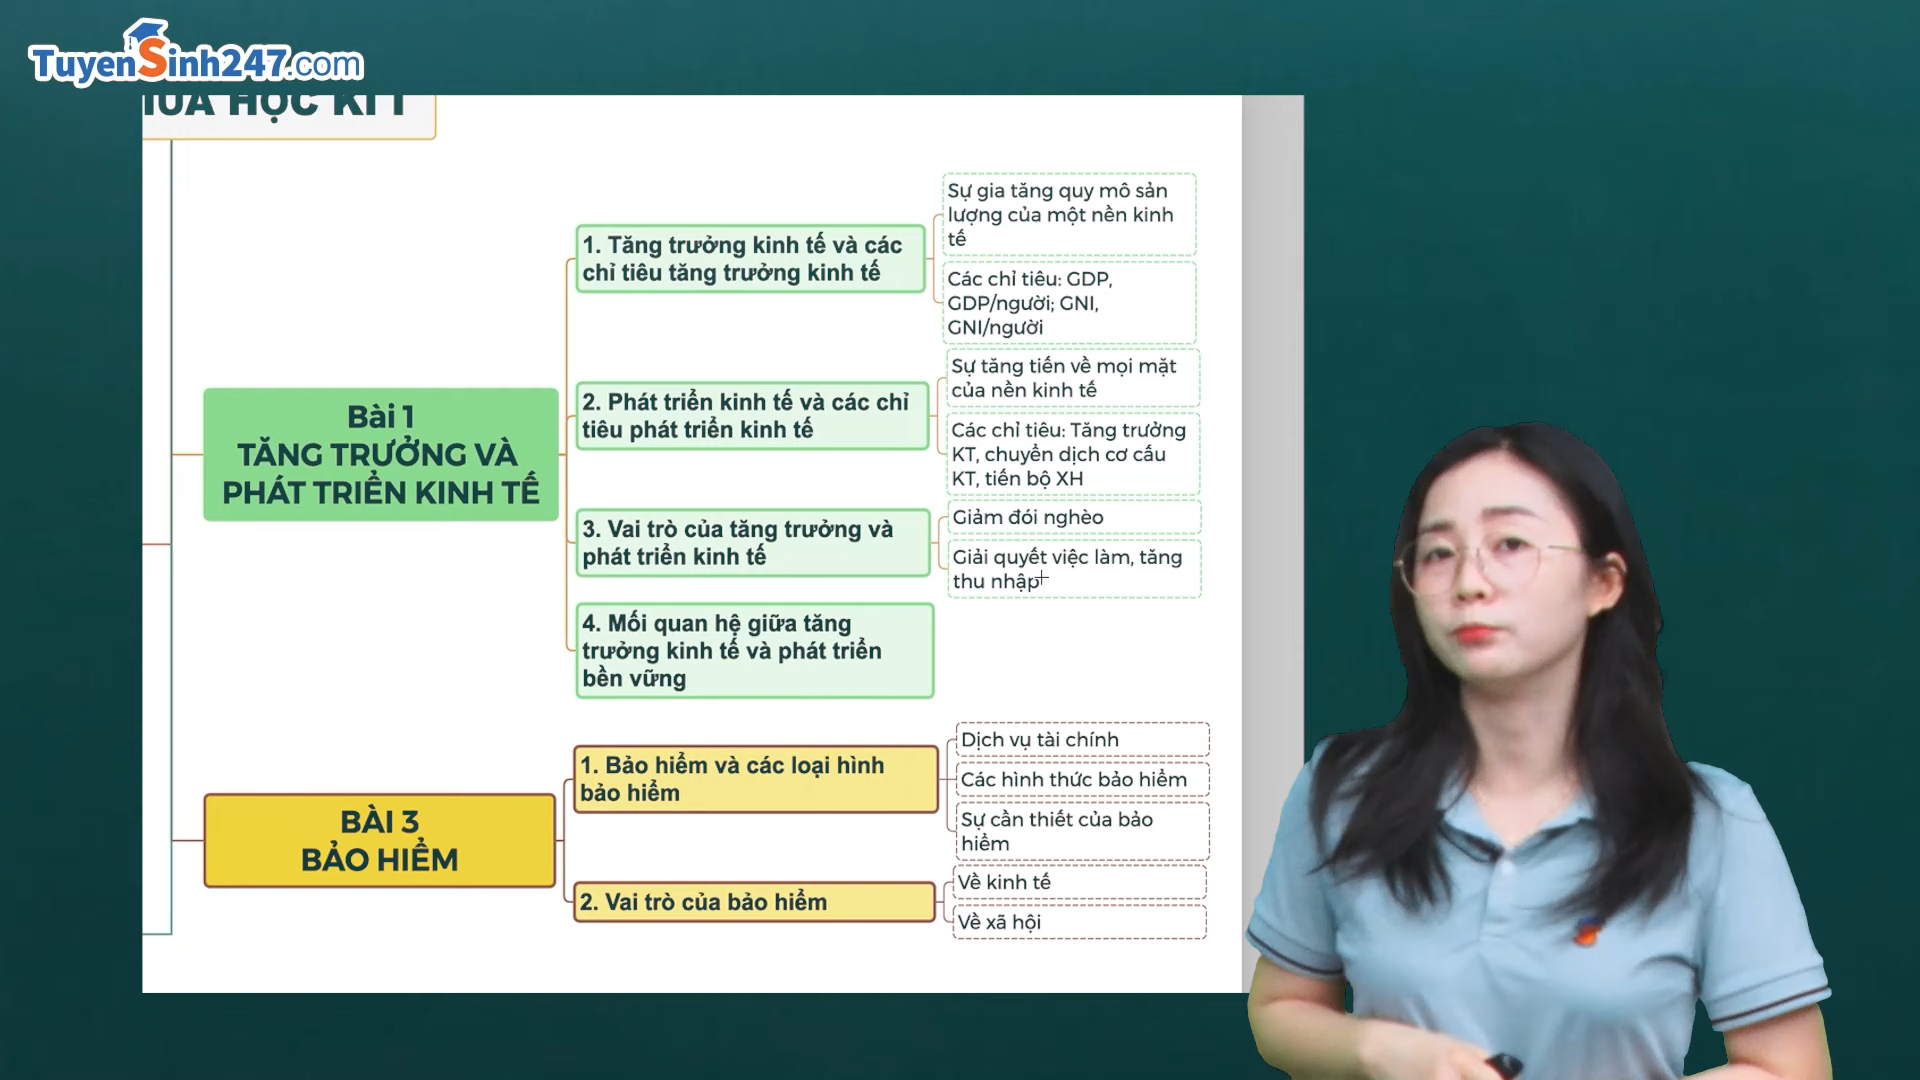 TuyenSinh247.com
HỌC KÌ 1
Sự gia tăng quy mô sản
lượng của một nền kinh
tế
1. Tăng trưởng kinh tế và các
chỉ tiêu tăng trưởng kinh tế
Các chỉ tiêu: GDP,
GDP/người; GNI,
GNI/người
Sự tăng tiến về mọi mặt
của nền kinh tế
2. Phát triển kinh tế và các chỉ
tiêu phát triển kinh tế
Các chỉ tiêu: Tăng trưởng
KT, chuyển dịch cơ cấu
KT, tiến bộ XH
Bài 1
TĂNG TRƯỞNG VÀ
PHÁT TRIỂN KINH TẾ
3. Vai trò của tăng trưởng và
phát triển kinh tế
Giảm đói nghèo
Giải quyết việc làm, tăng
thu nhập
4. Mối quan hệ giữa tăng
trưởng kinh tế và phát triển
bền vững
BÀI 3
BẢO HIỂM
1. Bảo hiểm và các loại hình
bảo hiểm
Dịch vụ tài chính
Các hình thức bảo hiểm
Sự cần thiết của bảo
hiểm
2. Vai trò của bảo hiểm
Về kinh tế
Về xã hội